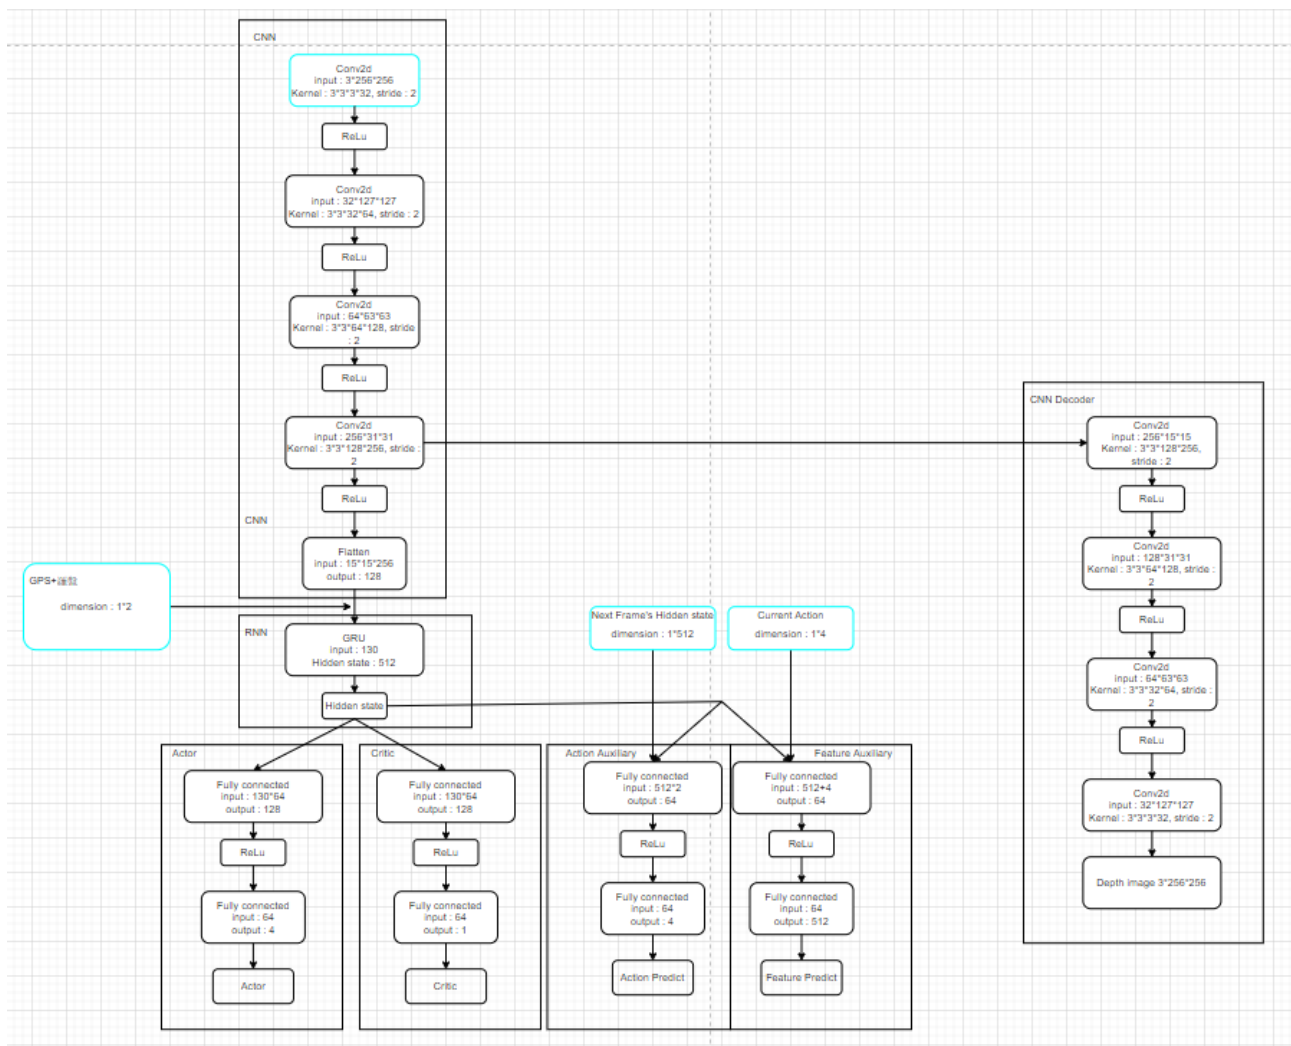 CNN
Conv2d
input : 3*256*256
Kernel : 3*3*3*32, stride : 2
ReLu
Conv2d
input : 32*127*127
Kernel : 3*3*32*64, stride : 2
ReLu
Conv2d
input : 64*63*63
Kernel : 3*3*64*128, stride
: 2
ReLu
Conv2d
input : 256*31*31
Kernel : 3*3*128*256, stride :
2
ReLu
CNN
Flatten
input : 15*15*256
output : 128
GPS+
dimension : 1*2
RNN
GRU
input : 130
Hidden state : 512
Hidden state
Actor
Fully connected
input : 130*64
output : 128
ReLu
Fully connected
input : 64
output : 4
Actor
Critic
Fully connected
input : 130*64
output : 128
ReLu
Fully connected
input : 64
output : 1
Critic
Next Frame's Hidden state
dimension : 1*512
Current Action
dimension : 1*4
Action Auxiliary
Fully connected
input : 512*2
output : 64
ReLu
Fully connected
input : 64
output : 4
Action Predict
Feature Auxiliary
Fully connected
input : 512+4
output : 64
ReLu
Fully connected
input : 64
output : 512
Feature Predict
CNN Decoder
Conv2d
input : 256*15*15
Kernel : 3*3*128*256,
stride : 2
ReLu
Conv2d
input : 128*31*31
Kernel : 3*3*64*128, stride :
2
ReLu
Conv2d
input : 64*63*63
Kernel : 3*3*32*64, stride :
2
ReLu
Conv2d
input : 32*127*127
Kernel : 3*3*3*32, stride : 2
Depth image 3*256*256